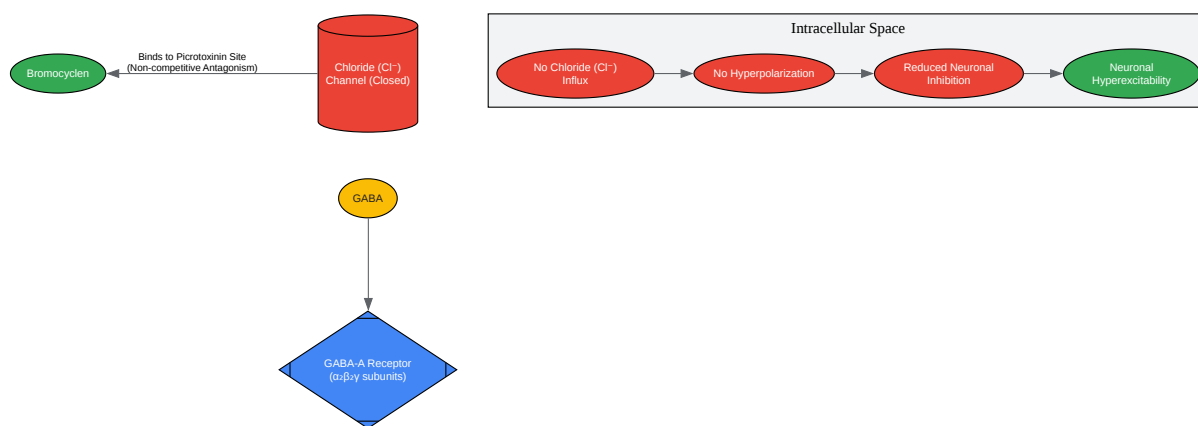 Intracellular Space
Bromocyclen
Binds to Picrotoxinin Site
(Non-competitive Antagonism)
Chloride (Cl⁻)
Channel (Closed)
No Chloride (Cl⁻)
Influx
No Hyperpolarization
Reduced Neuronal
Inhibition
Neuronal
Hyperexcitability
GABA
GABA-A Receptor
(α₂β₂γ subunits)